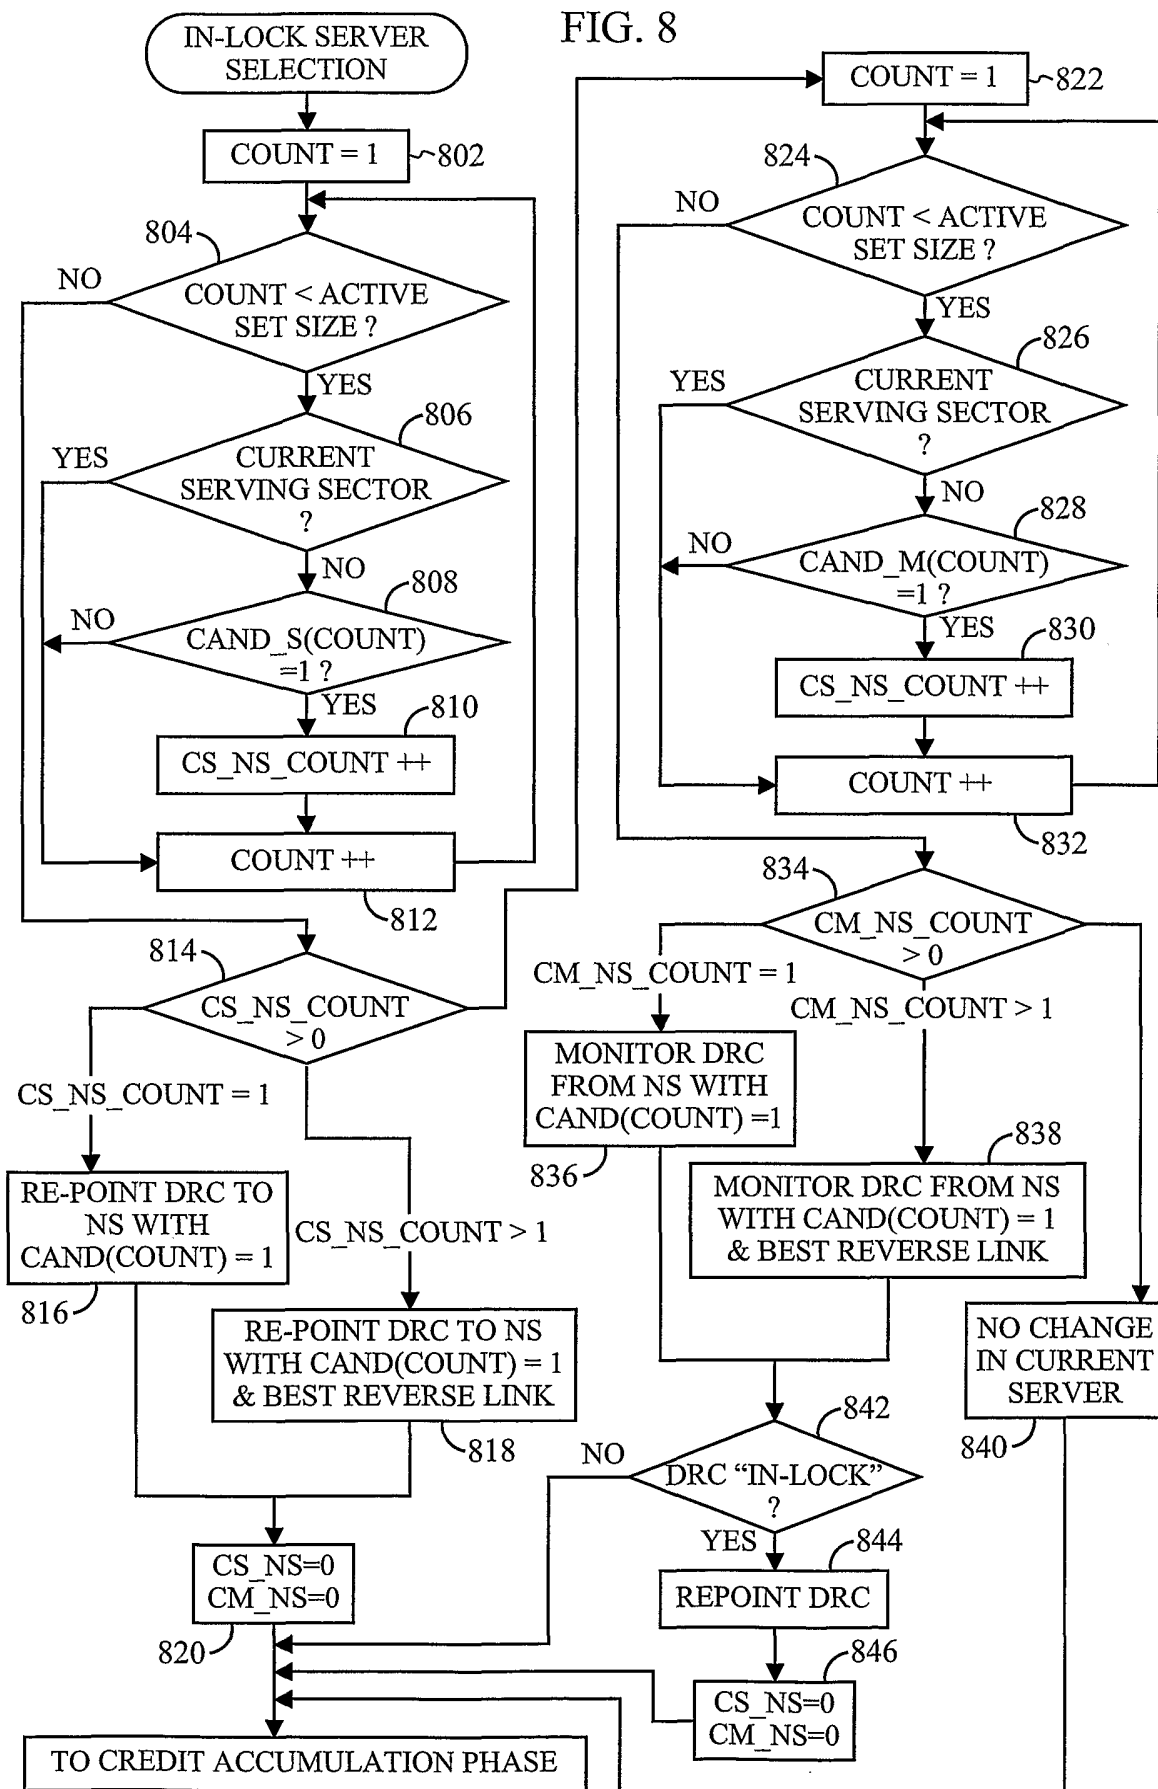 FIG. 8
IN-LOCK SERVER
SELECTION
COUNT = 1
802
804
NO
COUNT < ACTIVE
SET SIZE ?
YES
806
YES
CURRENT
SERVING SECTOR
?
NO
808
NO
CAND_S(COUNT)
=1 ?
YES
810
CS_NS_COUNT ++
COUNT ++
812
814
CS_NS_COUNT
> 0
CS_NS_COUNT = 1
RE-POINT DRC TO
NS WITH
CAND(COUNT) = 1
816
CS_NS_COUNT > 1
RE-POINT DRC TO NS
WITH CAND(COUNT) = 1
& BEST REVERSE LINK
818
CS_NS=0
CM_NS=0
820
TO CREDIT ACCUMULATION PHASE
COUNT = 1
822
824
NO
COUNT < ACTIVE
SET SIZE ?
YES
826
YES
CURRENT
SERVING SECTOR
?
NO
828
NO
CAND_M(COUNT)
=1 ?
YES
830
CS_NS_COUNT ++
COUNT ++
832
834
CM_NS_COUNT
> 0
CM_NS_COUNT = 1
CM_NS_COUNT > 1
MONITOR DRC
FROM NS WITH
CAND(COUNT) =1
836
838
MONITOR DRC FROM NS
WITH CAND(COUNT) = 1
& BEST REVERSE LINK
NO CHANGE
IN CURRENT
SERVER
840
842
NO
DRC “IN-LOCK”
?
YES
844
REPOINT DRC
846
CS_NS=0
CM_NS=0